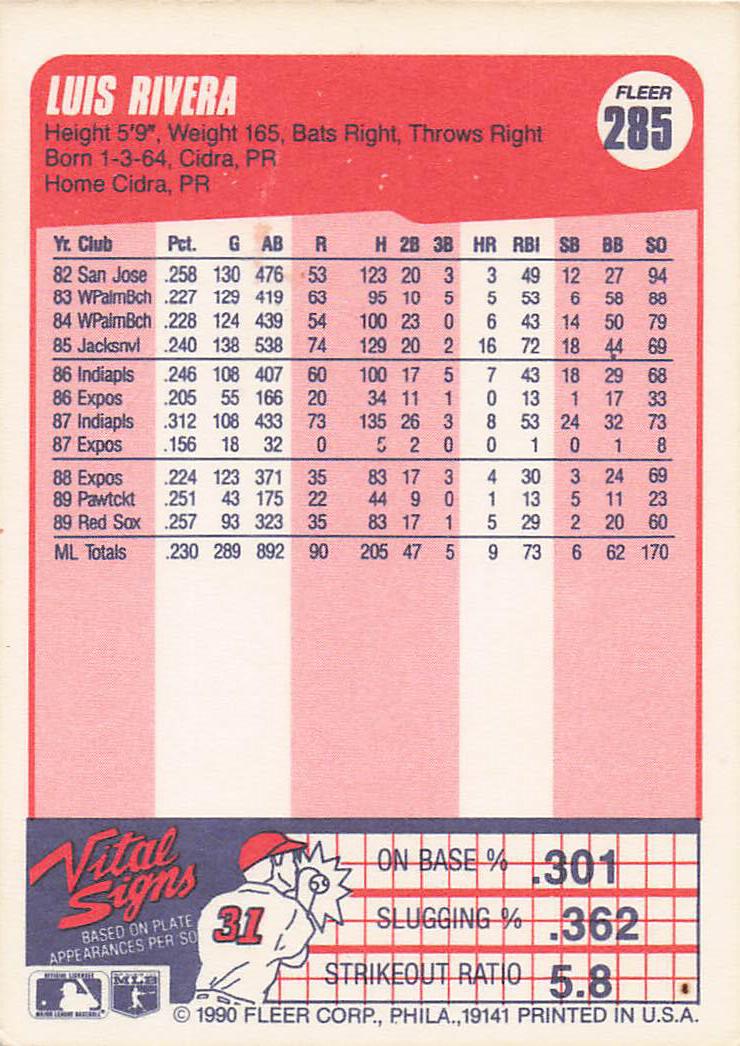 LUIS RIVERA
FLEER
285
Height 5'9", Weight 165, Bats Right, Throws Right
Born 1-3-64, Cidra, PR
Home Cidra, PR
Yr. Club Pct. G AB R H 2B 3B HR RBI SB BB SO
82 San Jose .258 130 476 53 123 20 3 3 49 12 27 94
83 WPalmBch .227 129 419 63 95 10 5 5 53 6 58 88
84 WPalmBch .228 124 439 54 100 23 0 6 43 14 50 79
85 Jacksnvl .240 138 538 74 129 20 2 16 72 18 44 69
86 Indiapls .246 108 407 60 100 17 5 7 43 18 29 68
86 Expos .205 55 166 20 34 11 1 0 13 1 17 33
87 Indiapls .312 108 433 73 135 26 3 8 53 24 32 73
87 Expos .156 18 32 0 5 2 0 0 1 0 1 8
88 Expos .224 123 371 35 83 17 3 4 30 3 24 69
89 Pawtckt .251 43 175 22 44 9 0 1 13 5 11 23
89 Red Sox .257 93 323 35 83 17 1 5 29 2 20 60
ML Totals .230 289 892 90 205 47 5 9 73 6 62 170
Vital
Signs
BASED ON PLATE
APPEARANCES PER SO
31
ON BASE % .301
SLUGGING % .362
STRIKEOUT RATIO 5.8
OFFICIAL LICENSEE
MAJOR LEAGUE BASEBALL
MLB
© 1990 FLEER CORP., PHILA.,19141 PRINTED IN U.S.A.